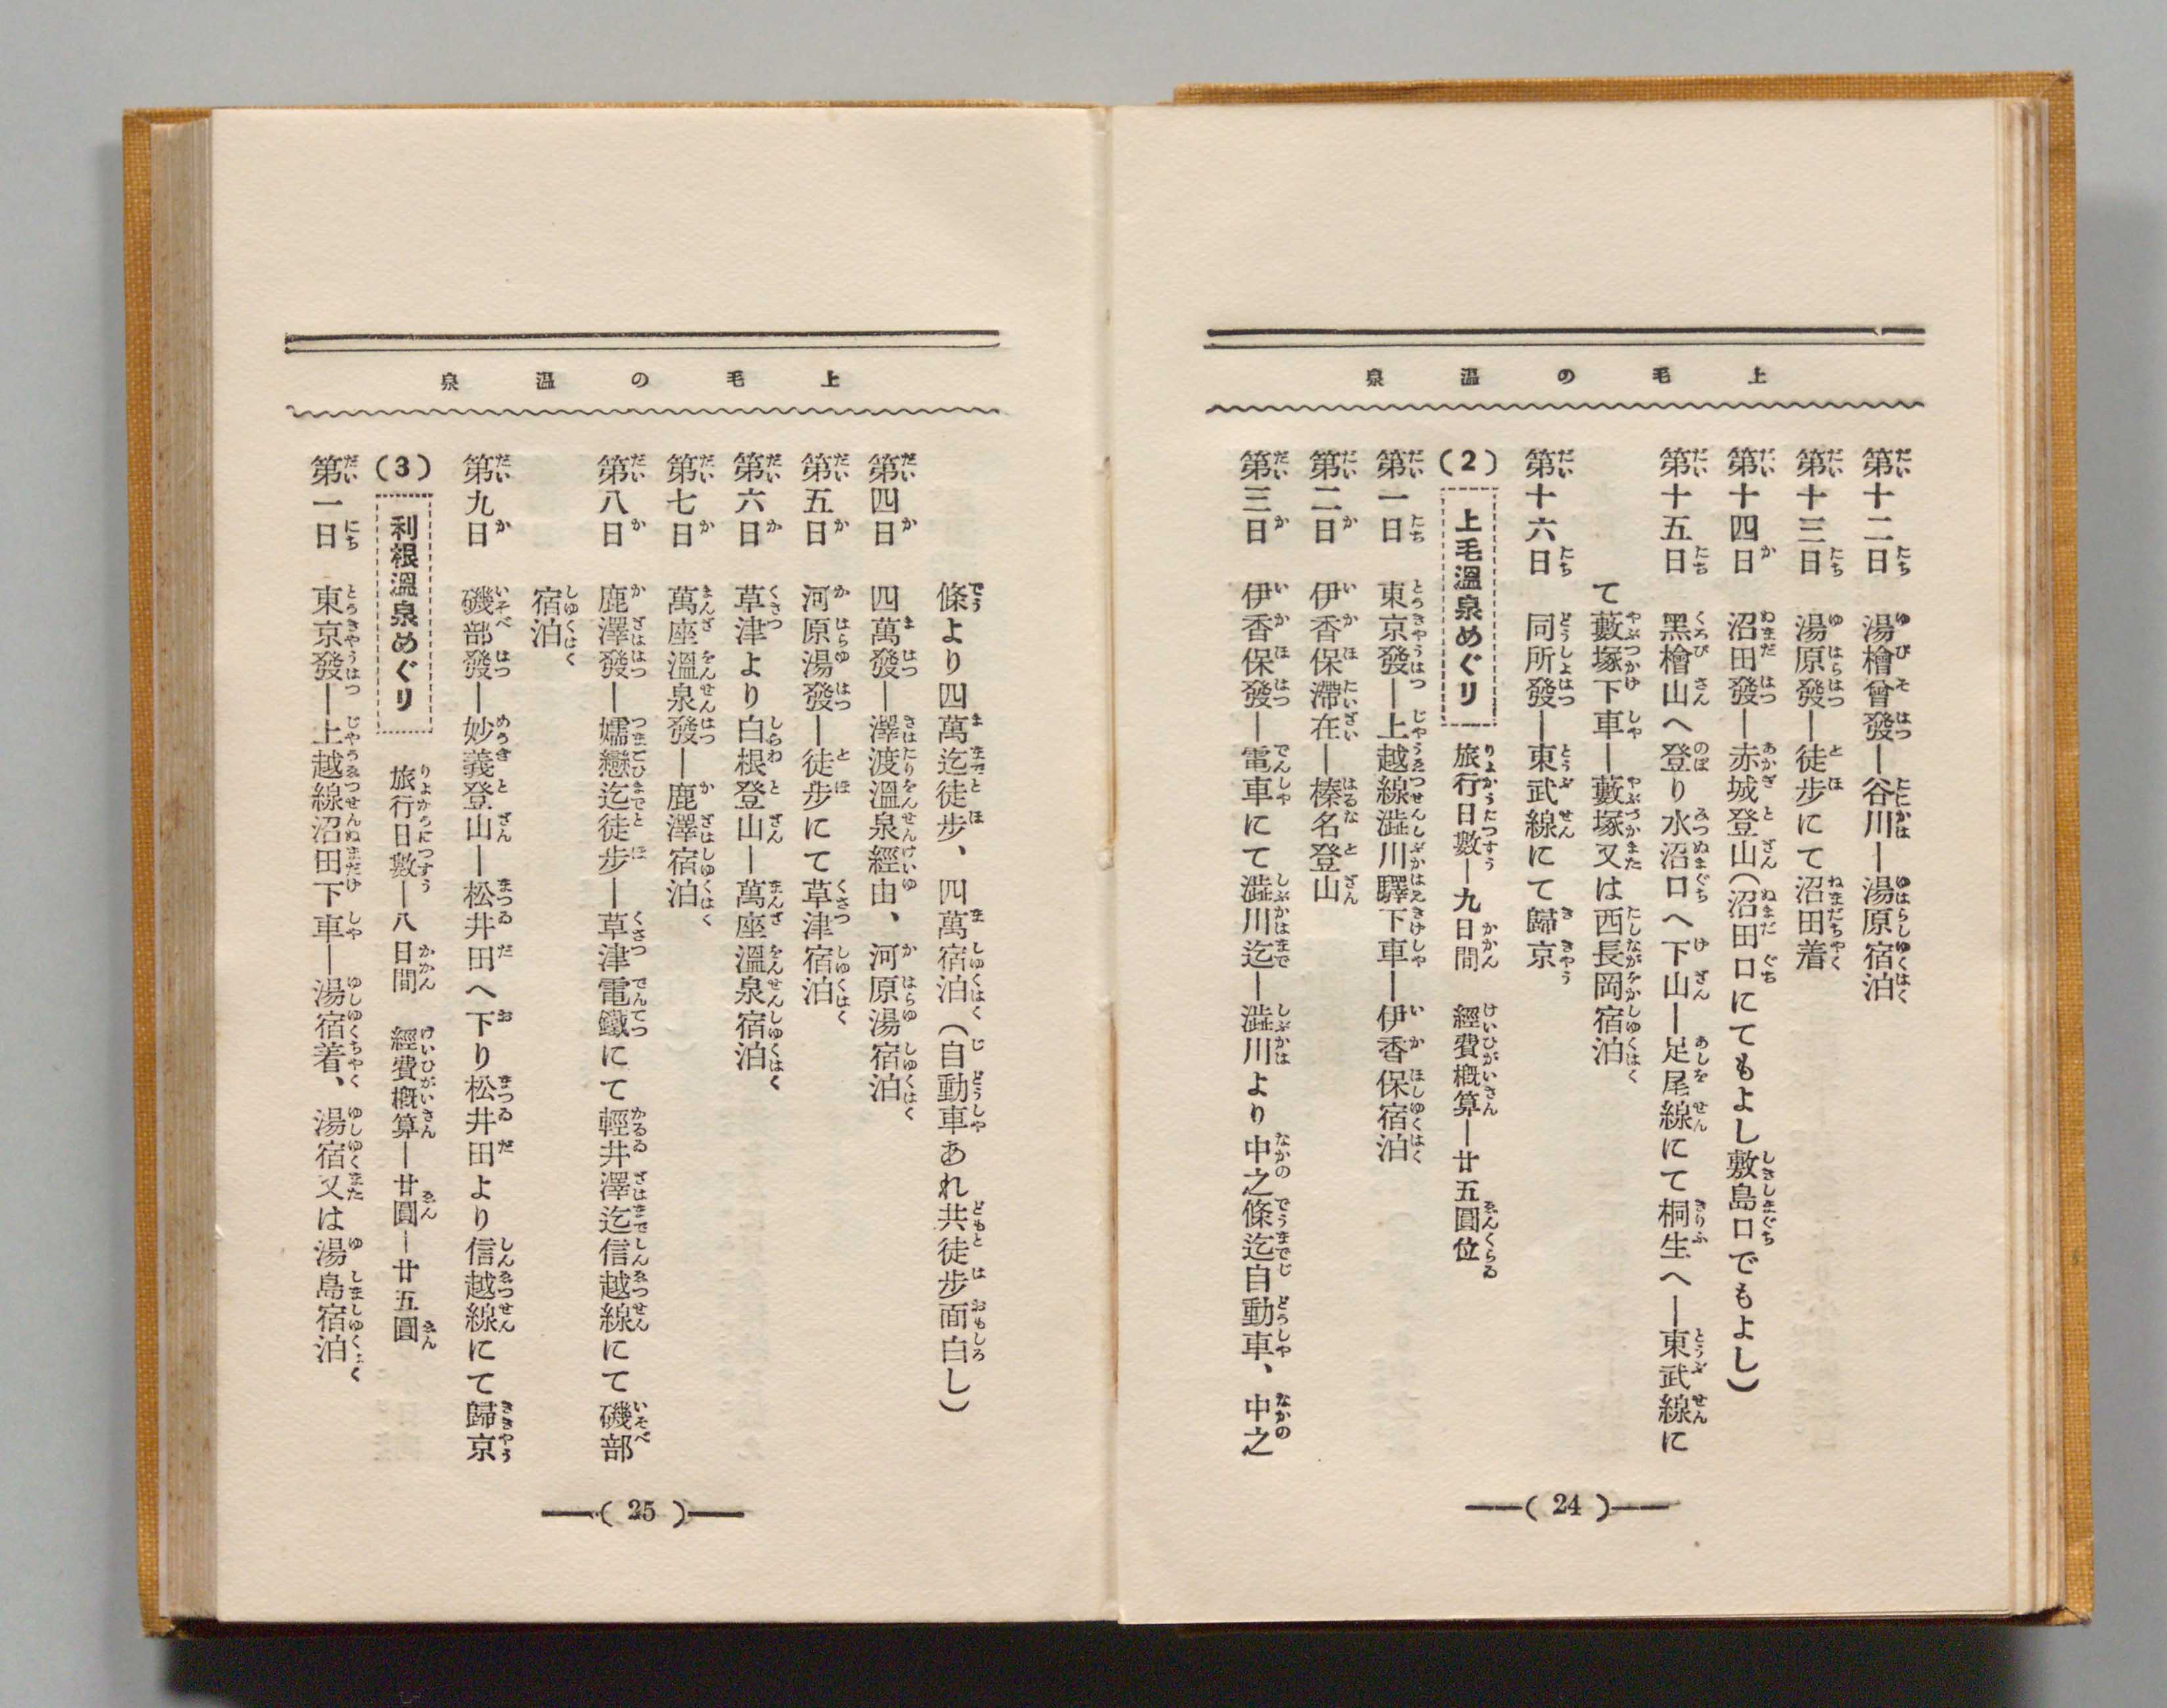 上毛の温泉
第十二日 湯檜曾發―谷川―湯原宿泊
第十三日 湯原發―徒歩にて沼田着
第十四日 沼田發―赤城登山(沼田口にてもよし敷島口でもよし)
第十五日 黑檜山へ登り水沼口へ下山―足尾線にて桐生へ―東武線に
て藪塚下車―藪塚又は西長岡宿泊
第十六日 同所發―東武線にて歸京
(2) 上毛溫泉めぐり 旅行日數―九日間 經費概算―廿五圓位
第一日 東京發―上越線澁川驛下車―伊香保宿泊
第二日 伊香保滯在―榛名登山
第三日 伊香保發―電車にて澁川迄―澁川より中之條迄自動車、中之
(24)
上毛の温泉
條より四萬迄徒步、四萬宿泊(自動車あれ共徒步面白し)
第四日 四萬發―澤渡溫泉經由、河原湯宿泊
第五日 河原湯發―徒步にて草津宿泊
第六日 草津より白根登山―萬座溫泉宿泊
第七日 萬座溫泉發―鹿澤宿泊
第八日 鹿澤發―嬬戀迄徒步―草津電鐵にて輕井澤迄信越線にて磯部
宿泊
第九日 磯部發―妙義登山―松井田へ下り松井田より信越線にて歸京
(3) 利根溫泉めぐり 旅行日數―八日間 經費概算―廿圓―廿五圓
第一日 東京發―上越線沼田下車―湯宿着、湯宿又は湯島宿泊
(25)